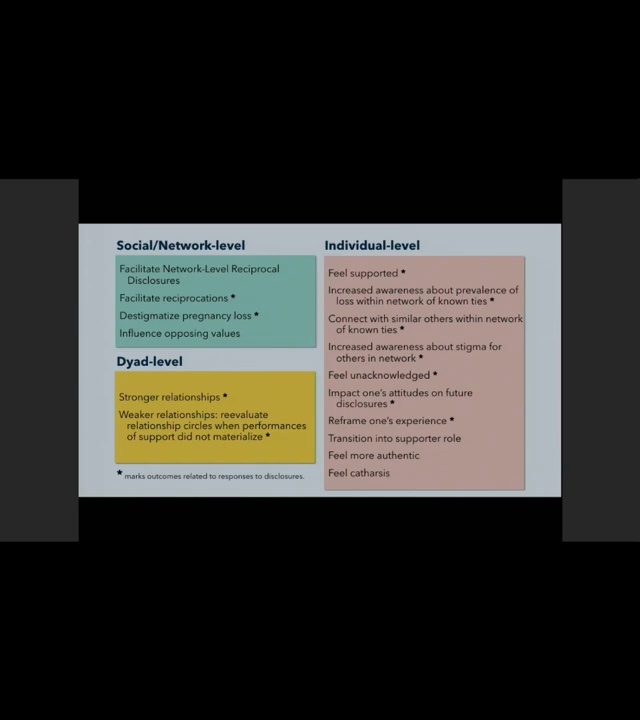 Social/Network-level
Facilitate Network-Level Reciprocal
Disclosures
Facilitate reciprocations *
Destigmatize pregnancy loss *
Influence opposing values
Dyad-level
Stronger relationships *
Weaker relationships: reevaluate
relationship circles when performances
of support did not materialize *
* marks outcomes related to responses to disclosures.
Individual-level
Feel supported *
Increased awareness about prevalence of
loss within network of known ties *
Connect with similar others within network
of known ties *
Increased awareness about stigma for
others in network *
Feel unacknowledged *
Impact one's attitudes on future
disclosures *
Reframe one's experience *
Transition into supporter role
Feel more authentic
Feel catharsis